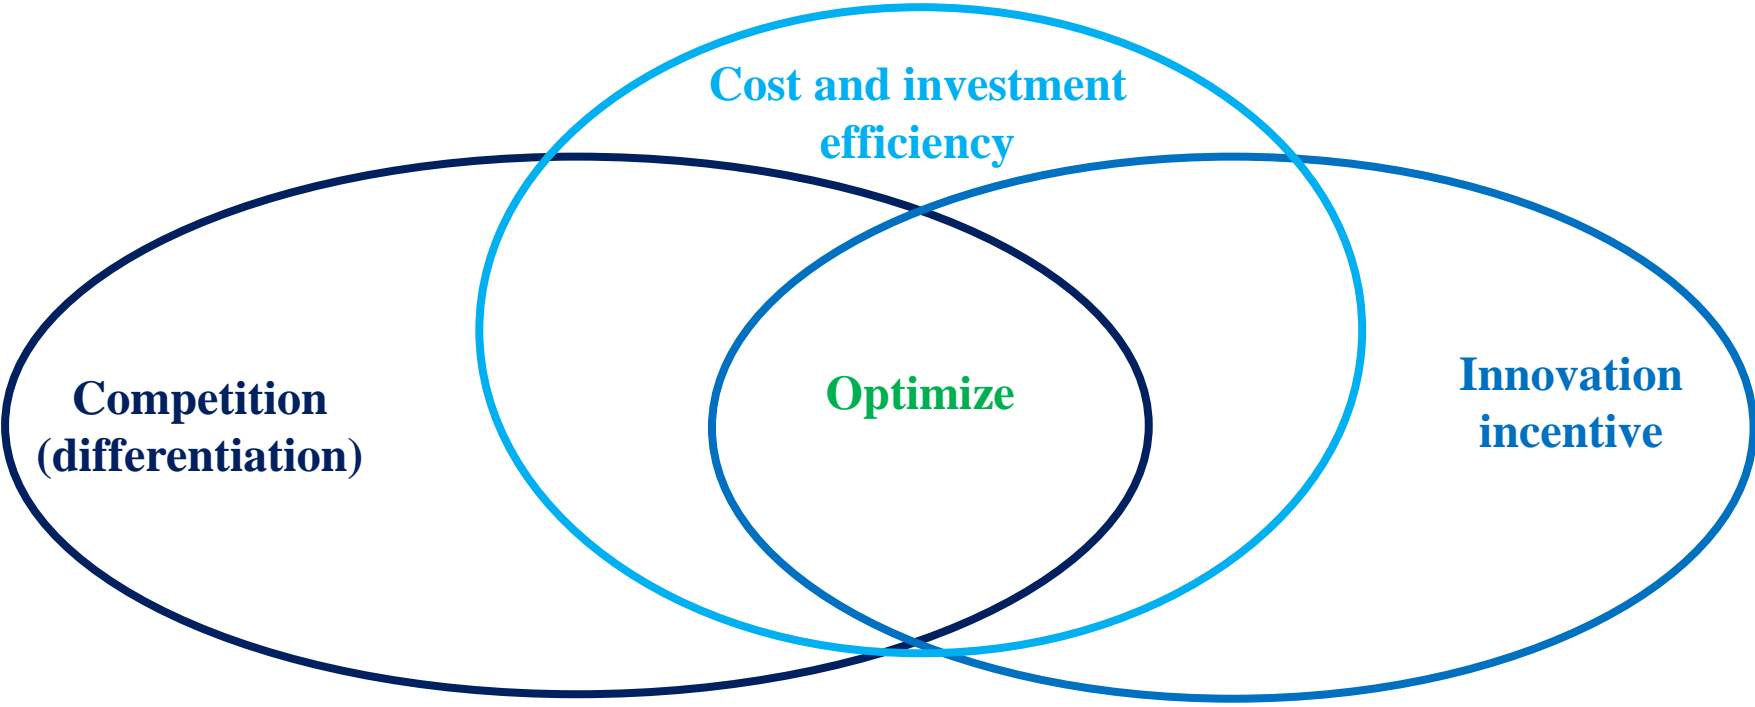 Cost and investment
efficiency
Competition
(differentiation)
Optimize
Innovation
incentive